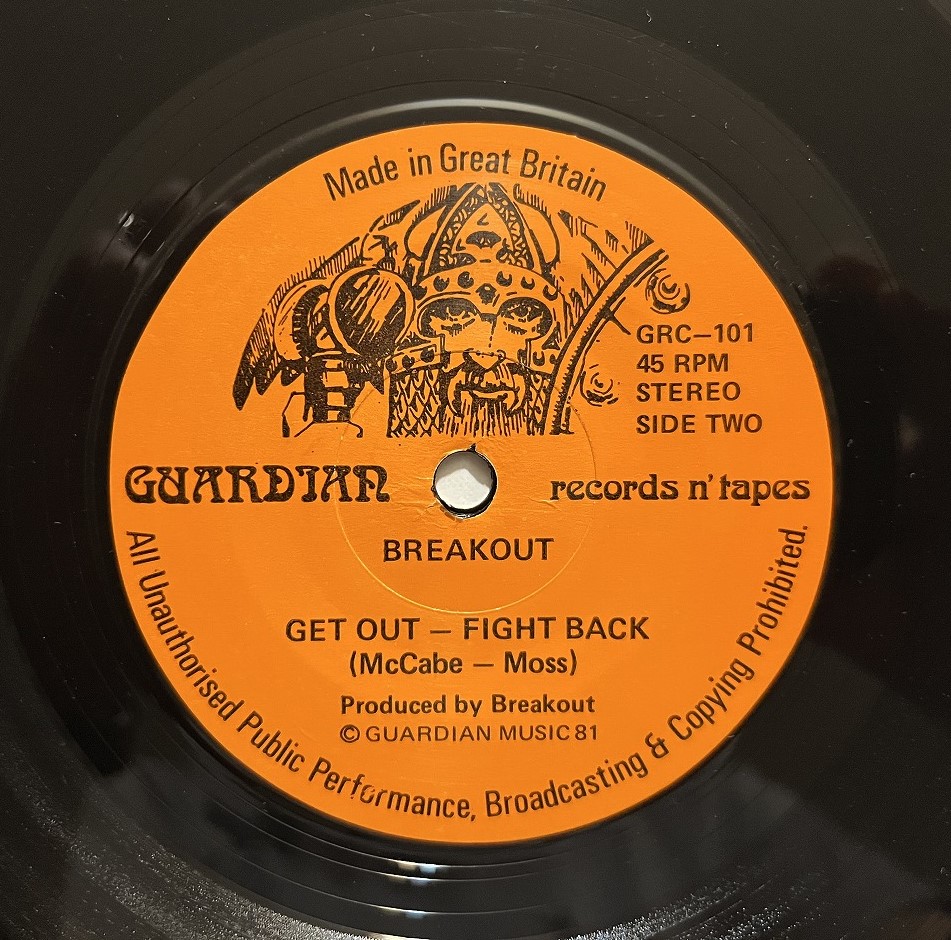 Made in Great Britain
GRC–101
45 RPM
STEREO
SIDE TWO
GUARDIAN records n' tapes
BREAKOUT
GET OUT – FIGHT BACK
(McCabe – Moss)
Produced by Breakout
© GUARDIAN MUSIC 81
All Unauthorised Public Performance, Broadcasting & Copying Prohibited.